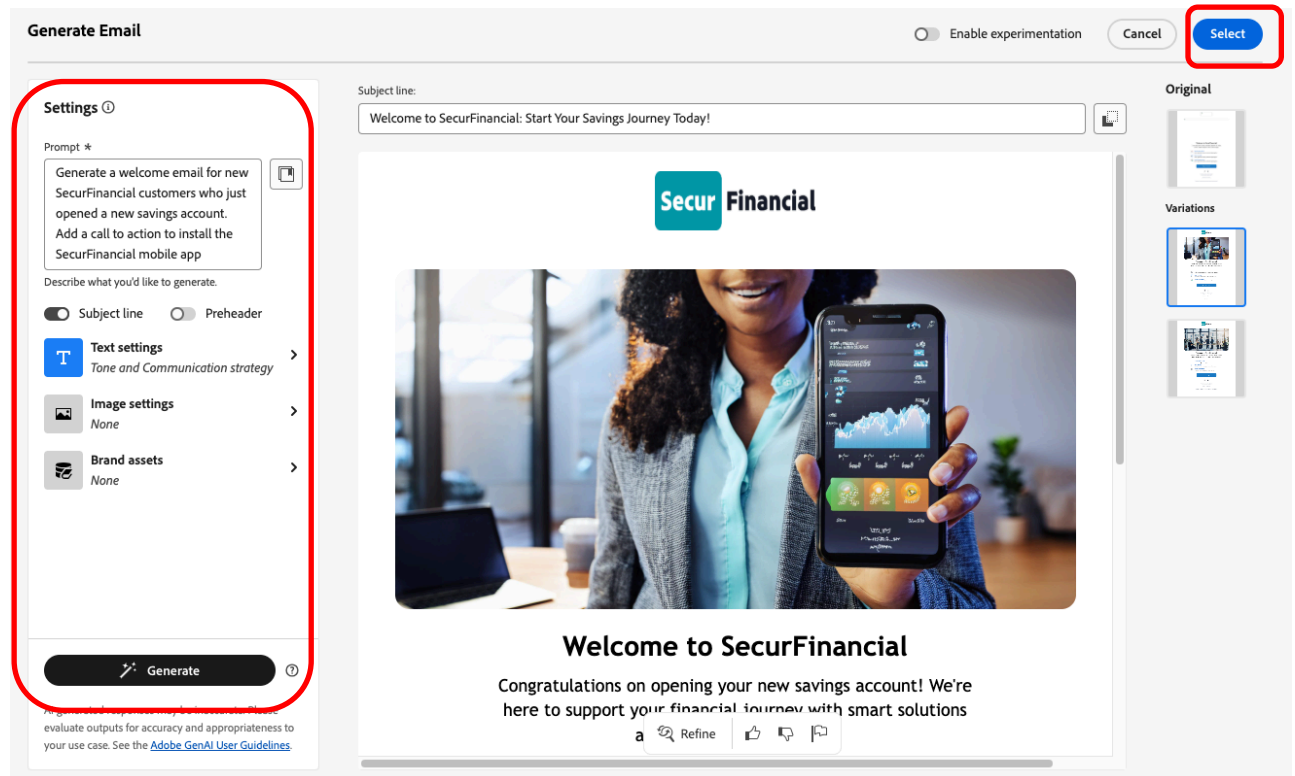 Generate Email
Enable experimentation
Cancel
Select
Settings
Prompt *
Generate a welcome email for new
SecurFinancial customers who just
opened a new savings account.
Add a call to action to install the
SecurFinancial mobile app
Describe what you'd like to generate.
Subject line
Preheader
T
Text settings
Tone and Communication strategy
Image settings
None
Brand assets
None
Generate
evaluate outputs for accuracy and appropriateness to
your use case. See the Adobe GenAI User Guidelines.
Subject line:
Welcome to SecurFinancial: Start Your Savings Journey Today!
Secur Financial
Welcome to SecurFinancial
Congratulations on opening your new savings account! We're
here to support your financial journey with smart solutions
Refine
Original
Variations